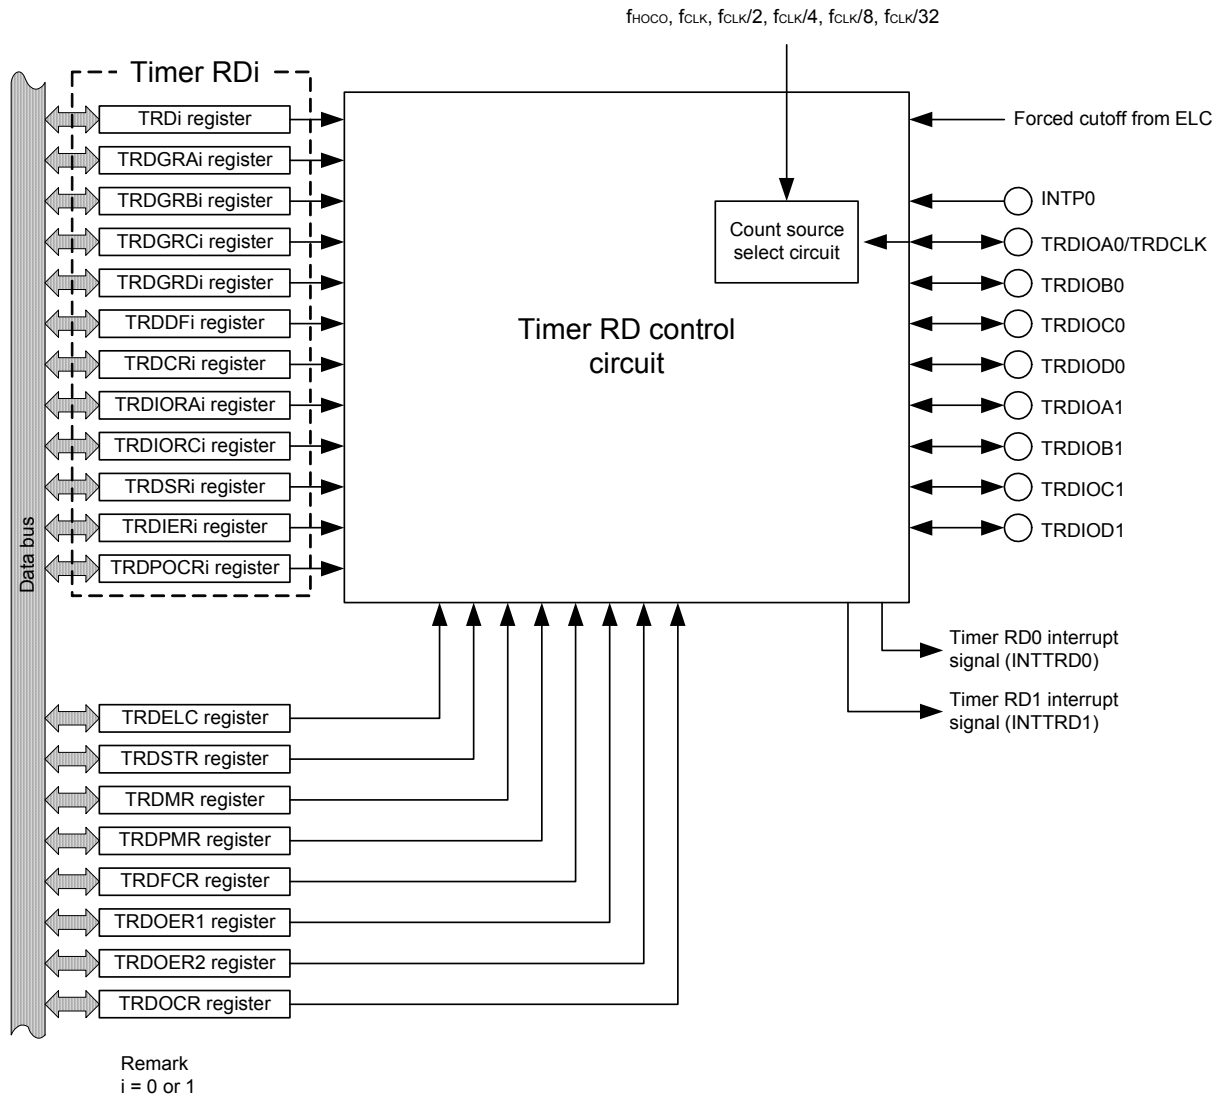 fHOCO, fCLK, fCLK/2, fCLK/4, fCLK/8, fCLK/32
Timer RDi
TRDi register
TRDGRAi register
TRDGRBi register
TRDGRCi register
TRDGRDi register
TRDDFi register
TRDCRi register
TRDIORAi register
TRDIORCi register
TRDSRi register
TRDIERi register
TRDPOCRi register
Data bus
Timer RD control
circuit
Count source
select circuit
Forced cutoff from ELC
INTP0
TRDIOA0/TRDCLK
TRDIOB0
TRDIOC0
TRDIOD0
TRDIOA1
TRDIOB1
TRDIOC1
TRDIOD1
Timer RD0 interrupt
signal (INTTRD0)
Timer RD1 interrupt
signal (INTTRD1)
TRDELC register
TRDSTR register
TRDMR register
TRDPMR register
TRDFCR register
TRDOER1 register
TRDOER2 register
TRDOCR register
Remark
i = 0 or 1